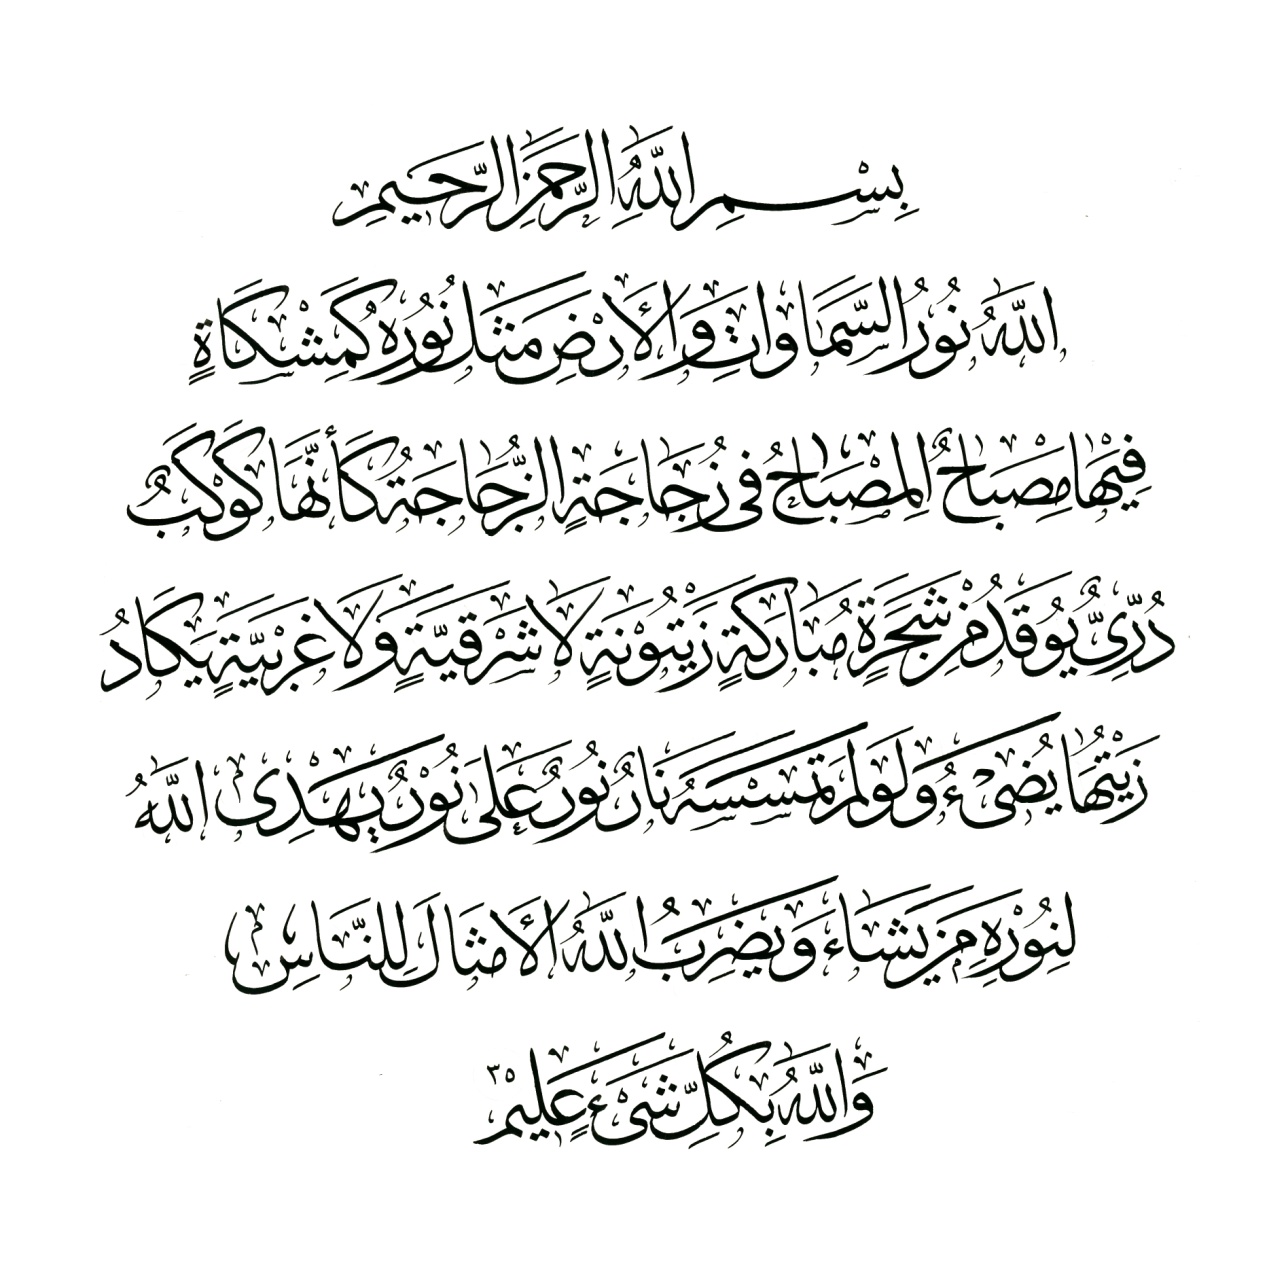 بِسْمِ اللَّهِ الرَّحْمَنِ الرَّحِيمِ
اللَّهُ نُورُ السَّمَاوَاتِ وَالْأَرْضِ مَثَلُ نُورِهِ كَمِشْكَاةٍ
فِيهَا مِصْبَاحٌ الْمِصْبَاحُ فِي زُجَاجَةٍ الزُّجَاجَةُ كَأَنَّهَا كَوْكَبٌ
دُرِّيٌّ يُوقَدُ مِنْ شَجَرَةٍ مُبَارَكَةٍ زَيْتُونَةٍ لَا شَرْقِيَّةٍ وَلَا غَرْبِيَّةٍ يَكَادُ
زَيْتُهَا يُضِيءُ وَلَوْ لَمْ تَمْسَسْهُ نَارٌ نُورٌ عَلَى نُورٍ يَهْدِي اللَّهُ
لِنُورِهِ مَنْ يَشَاءُ وَيَضْرِبُ اللَّهُ الْأَمْثَالَ لِلنَّاسِ
وَاللَّهُ بِكُلِّ شَيْءٍ عَلِيمٌ ٣٥